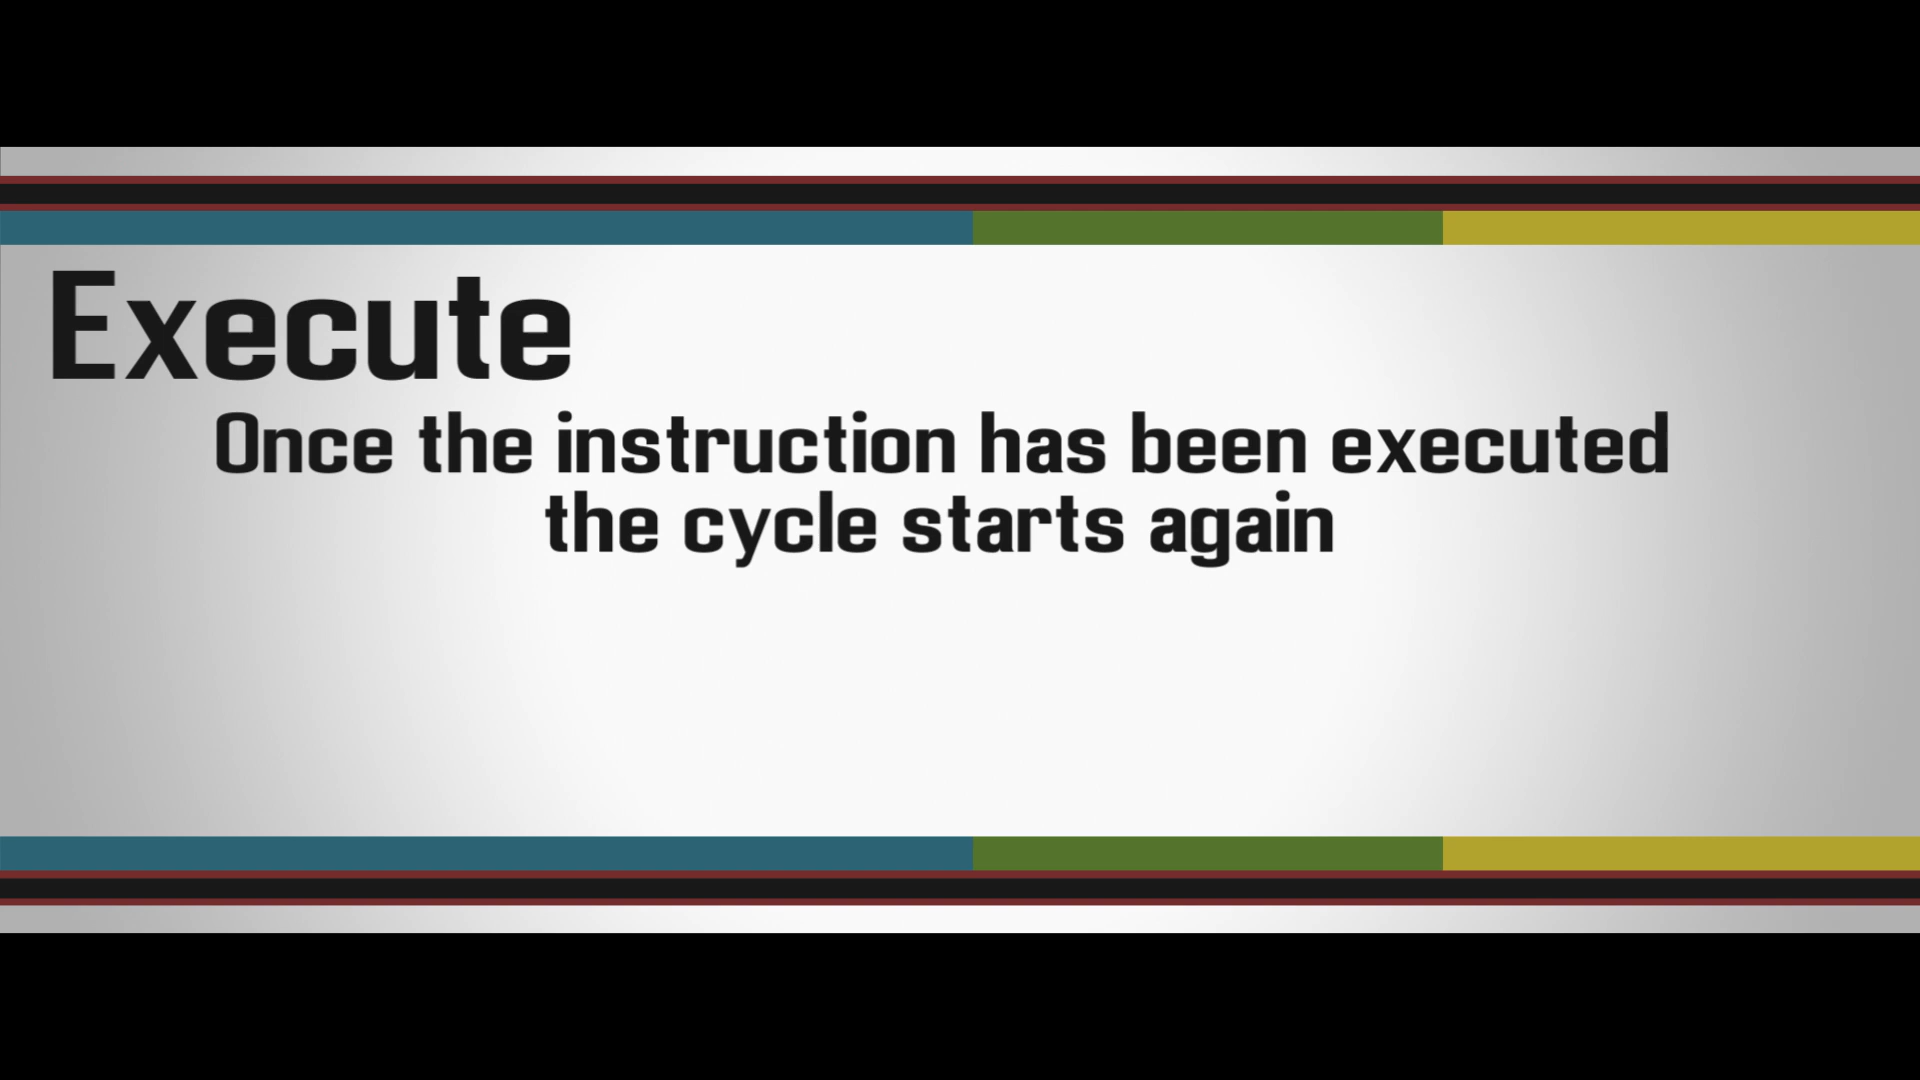 Execute
Once the instruction has been executed
the cycle starts again